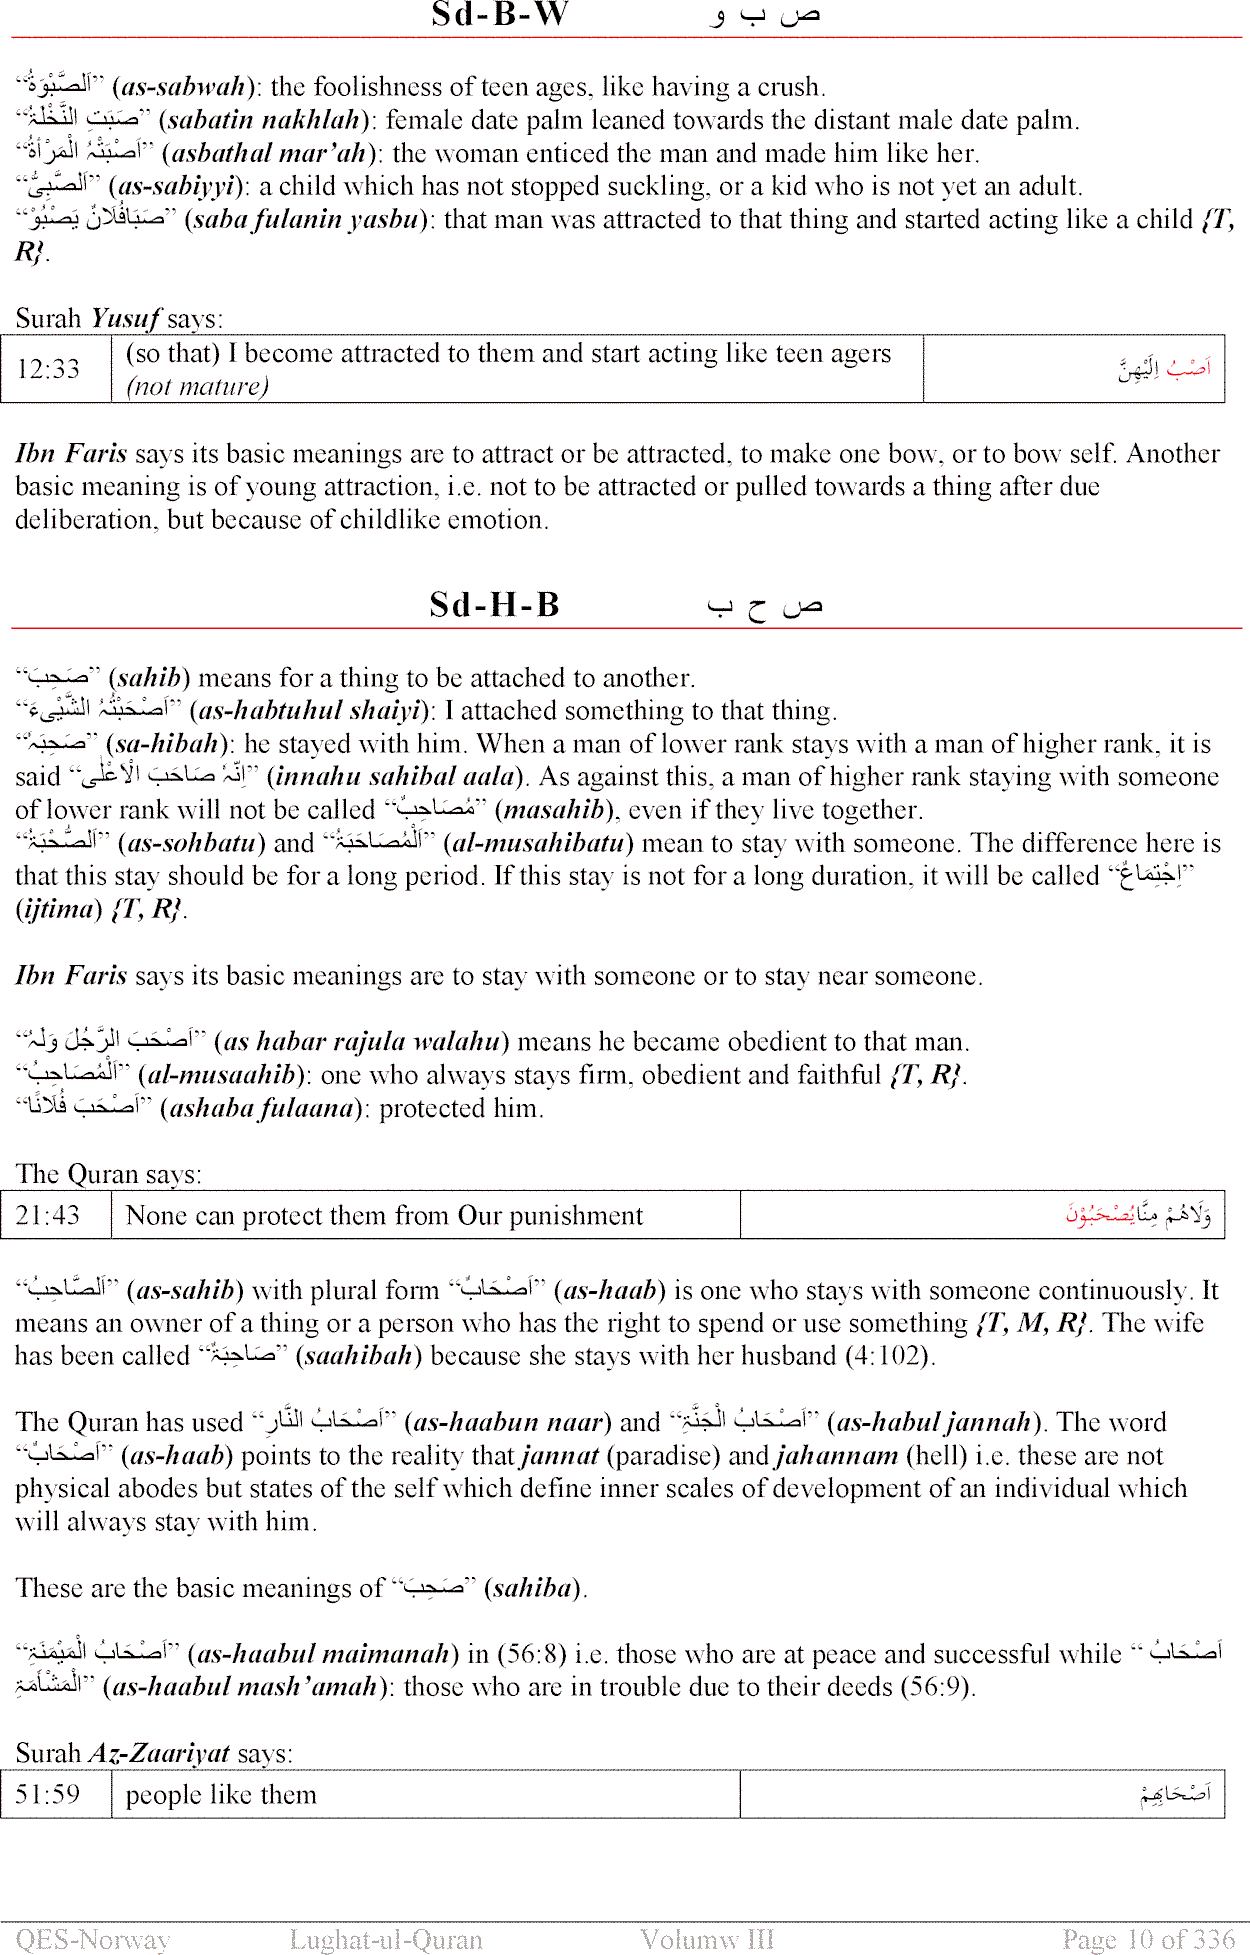 Sd-B-W ص ب و
“اَلصَّبْوَةُ” (as-sabwah): the foolishness of teen ages, like having a crush.
“صَبَتِ النَّخْلَۃُ” (sabatin nakhlah): female date palm leaned towards the distant male date palm.
“اَصْبَتْہُ الْمَرْأۃُ” (asbathal mar’ah): the woman enticed the man and made him like her.
“اَلصَّبِیُّ” (as-sabiyyi): a child which has not stopped suckling, or a kid who is not yet an adult.
“صَبَافُلَانٌ یَصْبُوْ” (saba fulanin yasbu): that man was attracted to that thing and started acting like a child {T,
R}.
Surah Yusuf says:
12:33 (so that) I become attracted to them and start acting like teen agers اَصْبُ اِلَیْھِنَّ
(not mature)
Ibn Faris says its basic meanings are to attract or be attracted, to make one bow, or to bow self. Another
basic meaning is of young attraction, i.e. not to be attracted or pulled towards a thing after due
deliberation, but because of childlike emotion.
Sd-H-B ص ح ب
“صَحِبَ” (sahib) means for a thing to be attached to another.
“اَصْحَبْتُہُ الشَّیْیءَ” (as-habtuhul shaiyi): I attached something to that thing.
“صَحِبَہٗ” (sa-hibah): he stayed with him. When a man of lower rank stays with a man of higher rank, it is
said “اِنَّہٗ صَاحَبَ الْاَعْلٰی” (innahu sahibal aala). As against this, a man of higher rank staying with someone
of lower rank will not be called “مُصَاحِبٌ” (masahib), even if they live together.
“اَلصُّحْبَۃُ” (as-sohbatu) and “اَلْمُصَاحَبَۃُ” (al-musahibatu) mean to stay with someone. The difference here is
that this stay should be for a long period. If this stay is not for a long duration, it will be called “اِجْتِمَاعٌ”
(ijtima) {T, R}.
Ibn Faris says its basic meanings are to stay with someone or to stay near someone.
“اَصْحَبَ الرَّجُلَ وَلَہٗ” (as habar rajula walahu) means he became obedient to that man.
“اَلْمُصَاحِبُ” (al-musaahib): one who always stays firm, obedient and faithful {T, R}.
“اَصْحَبَ فُلَانًا” (ashaba fulaana): protected him.
The Quran says:
21:43 None can protect them from Our punishment وَلَاھُمْ مِنَّایُصْحَبُوْنَ
“اَلصَّاحِبُ” (as-sahib) with plural form “اَصْحَابٌ” (as-haab) is one who stays with someone continuously. It
means an owner of a thing or a person who has the right to spend or use something {T, M, R}. The wife
has been called “صَاحِبَۃٌ” (saahibah) because she stays with her husband (4:102).
The Quran has used “اَصْحَابُ النَّارِ” (as-haabun naar) and “اَصْحَابُ الْجَنَّۃِ” (as-habul jannah). The word
“اَصْحَابٌ” (as-haab) points to the reality that jannat (paradise) and jahannam (hell) i.e. these are not
physical abodes but states of the self which define inner scales of development of an individual which
will always stay with him.
These are the basic meanings of “صَحِبَ” (sahiba).
“اَصْحَابُ الْمَیْمَنَۃِ” (as-haabul maimanah) in (56:8) i.e. those who are at peace and successful while “ اَصْحَابُ
الْمَشْأَمَۃِ” (as-haabul mash’amah): those who are in trouble due to their deeds (56:9).
Surah Az-Zaariyat says:
51:59 people like them اَصْحَابِھِمْ
QES-Norway Lughat-ul-Quran Volumw III Page 10 of 336